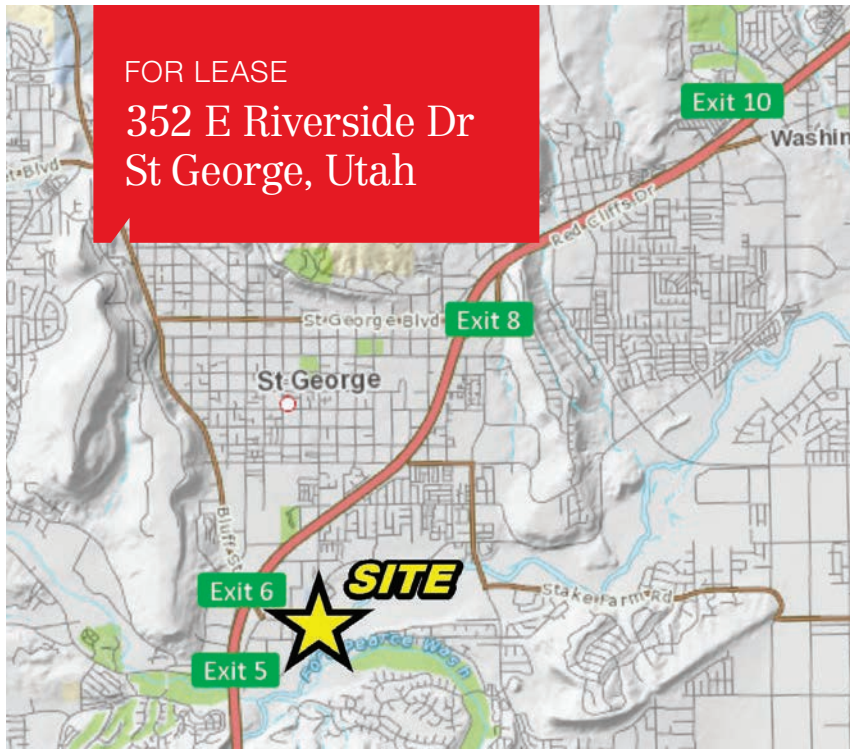 FOR LEASE
352 E Riverside Dr
St George, Utah
Exit 10
Washin
t Blvd
Red Cliffs Dr
St George Blvd
Exit 8
St George
Bluff St
SITE
Exit 6
Stake Farm Rd
Fort Pearce Wash
Exit 5